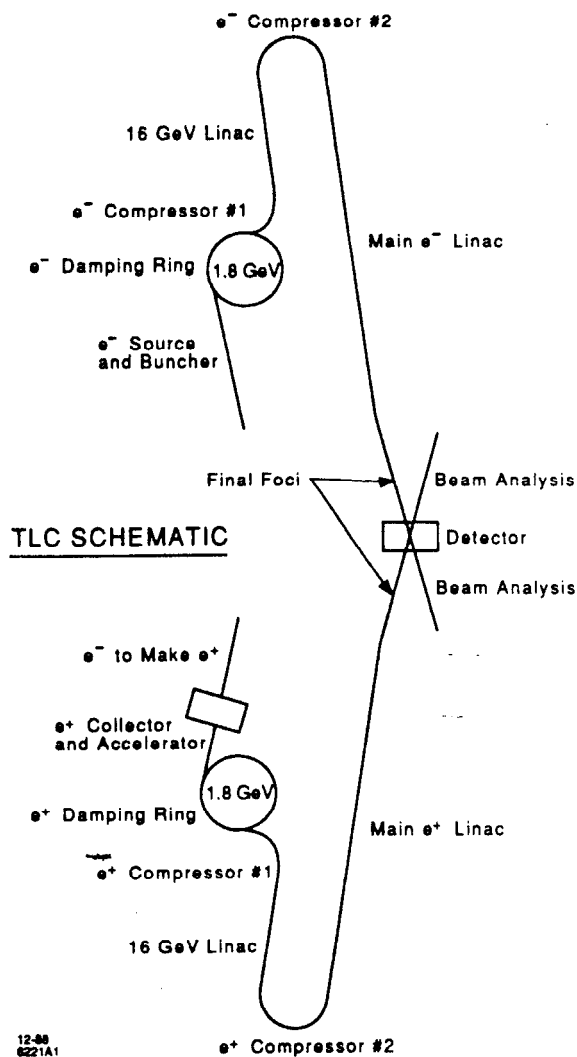 e⁻ Compressor #2
16 GeV Linac
e⁻ Compressor #1
Main e⁻ Linac
e⁻ Damping Ring
1.8 GeV
e⁻ Source
and Buncher
Final Foci
Beam Analysis
TLC SCHEMATIC
Detector
Beam Analysis
e⁻ to Make e⁺
e⁺ Collector
and Accelerator
1.8 GeV
e⁺ Damping Ring
Main e⁺ Linac
e⁺ Compressor #1
16 GeV Linac
12-88
6221A1
e⁺ Compressor #2